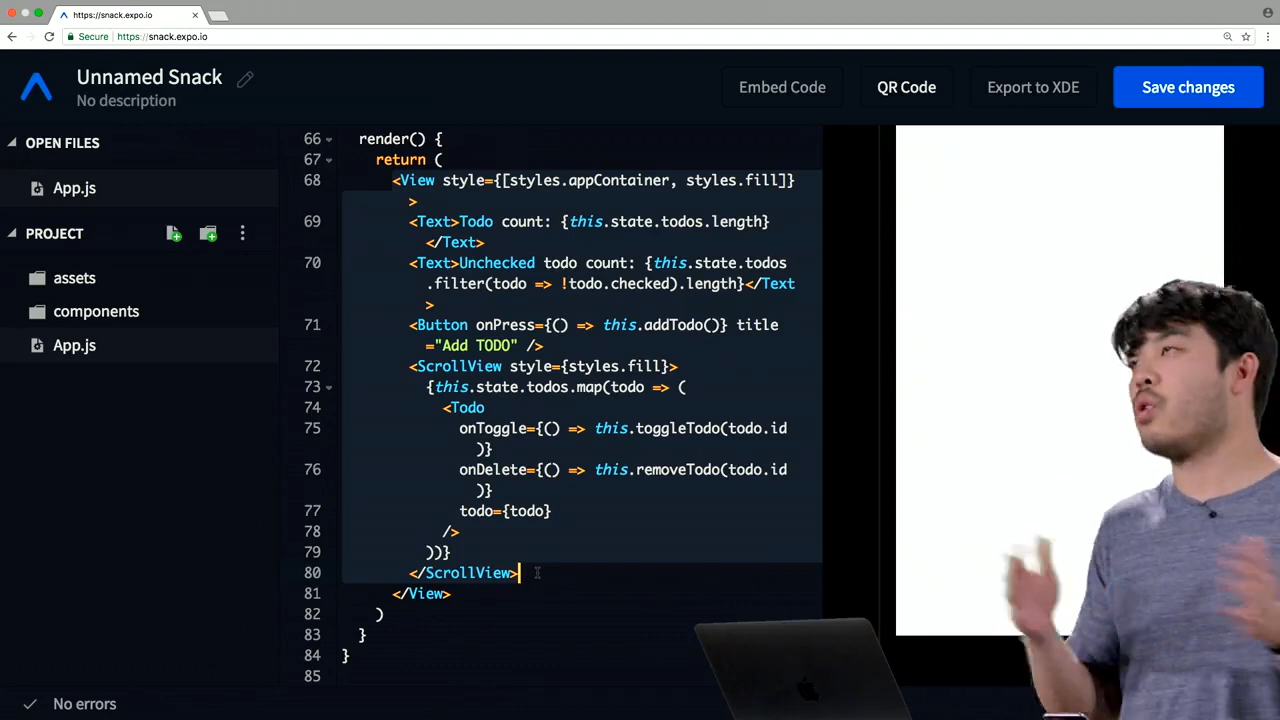 https://snack.expo.io
Secure
https://snack.expo.io
Unnamed Snack
No description
Embed Code
QR Code
Export to XDE
Save changes
OPEN FILES
App.js
PROJECT
assets
components
App.js
66 render() {
67 return (
68 <View style={[styles.appContainer, styles.fill]}
>
69 <Text>Todo count: {this.state.todos.length}
</Text>
70 <Text>Unchecked todo count: {this.state.todos
.filter(todo => !todo.checked).length}</Text
>
71 <Button onPress={() => this.addTodo()} title
="Add TODO" />
72 <ScrollView style={styles.fill}>
73 {this.state.todos.map(todo => (
74 <Todo
75 onToggle={() => this.toggleTodo(todo.id
)}
76 onDelete={() => this.removeTodo(todo.id
)}
77 todo={todo}
78 />
79 ))}
80 </ScrollView>
81 </View>
82 )
83 }
84 }
85
No errors